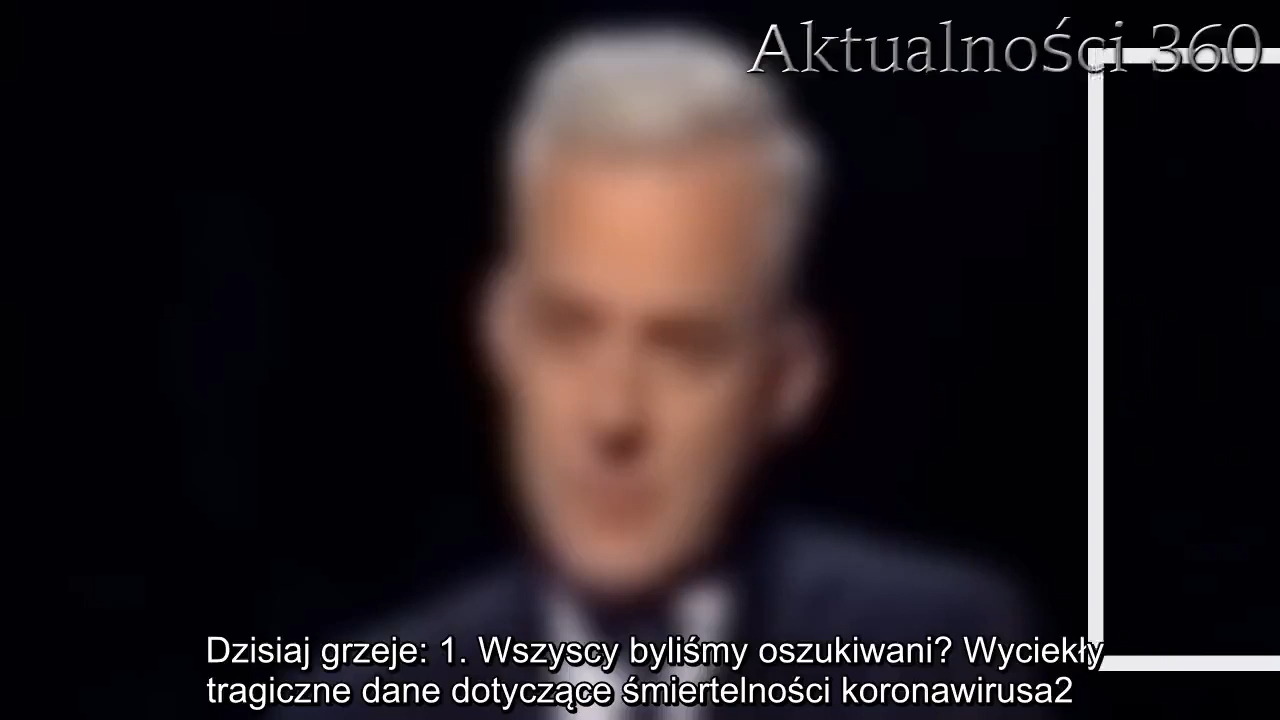 Aktualności 360
Dzisiaj grzeje: 1. Wszyscy byliśmy oszukiwani? Wyciekły
tragiczne dane dotyczące śmiertelności koronawirusa2